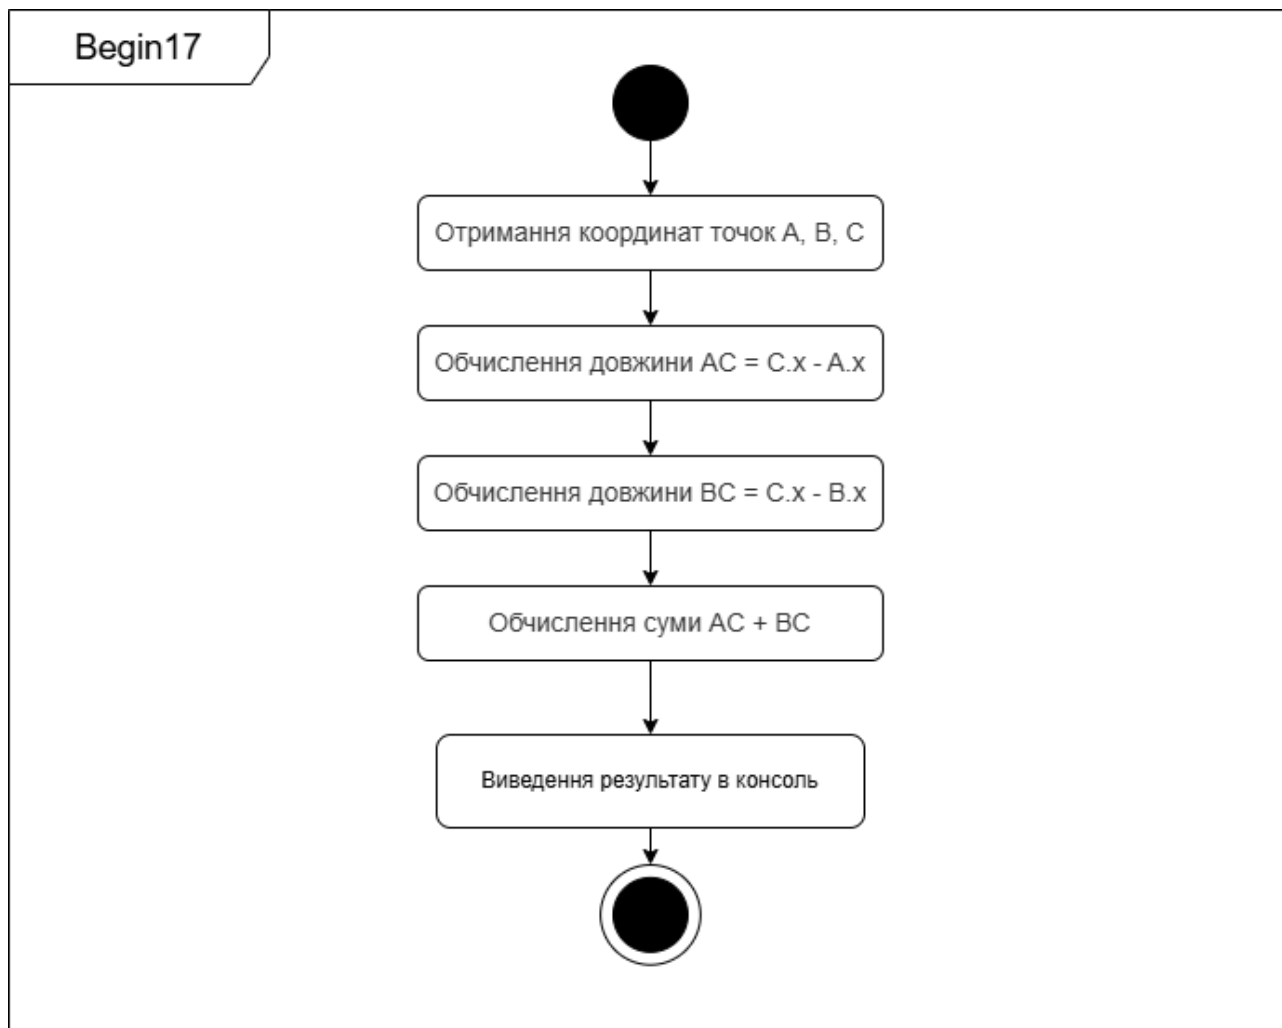 Begin17
Отримання координат точок A, B, C
Обчислення довжини AC = C.x - A.x
Обчислення довжини BC = C.x - B.x
Обчислення суми AC + BC
Виведення результату в консоль